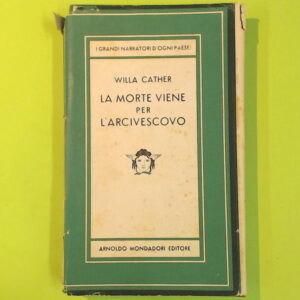 I GRANDI NARRATORI D'OGNI PAESE
WILLA CATHER
LA MORTE VIENE
PER
L'ARCIVESCOVO
ARNOLDO MONDADORI EDITORE